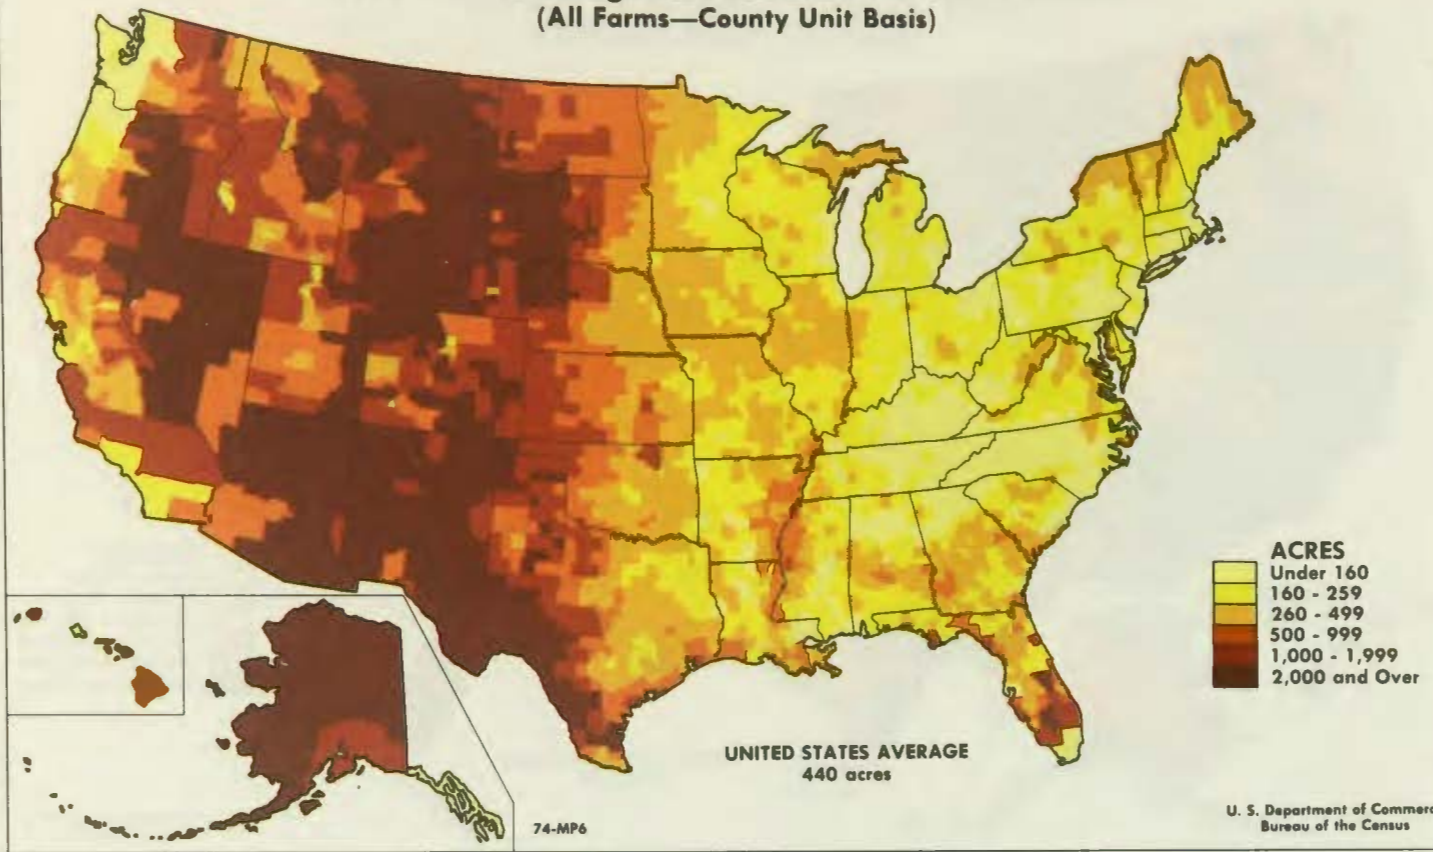 (All Farms—County Unit Basis)
ACRES
Under 160
160 - 259
260 - 499
500 - 999
1,000 - 1,999
2,000 and Over
UNITED STATES AVERAGE
440 acres
74-MP6
U. S. Department of Commerc
Bureau of the Census